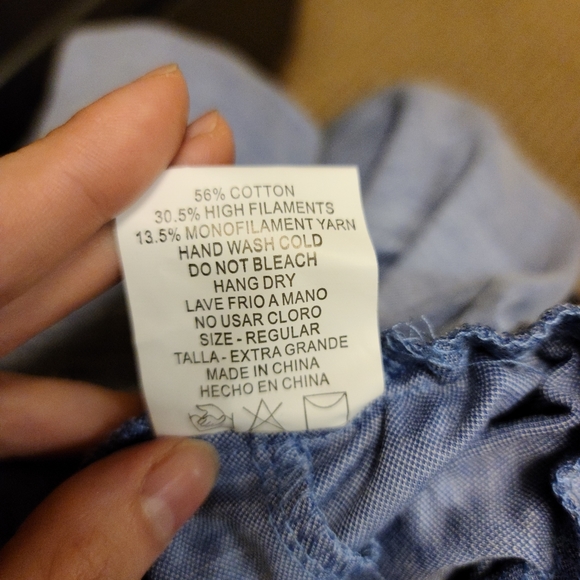 56% COTTON
30.5% HIGH FILAMENTS
13.5% MONOFILAMENT YARN
HAND WASH COLD
DO NOT BLEACH
HANG DRY
LAVE FRIO A MANO
NO USAR CLORO
SIZE - REGULAR
TALLA - EXTRA GRANDE
MADE IN CHINA
HECHO EN CHINA